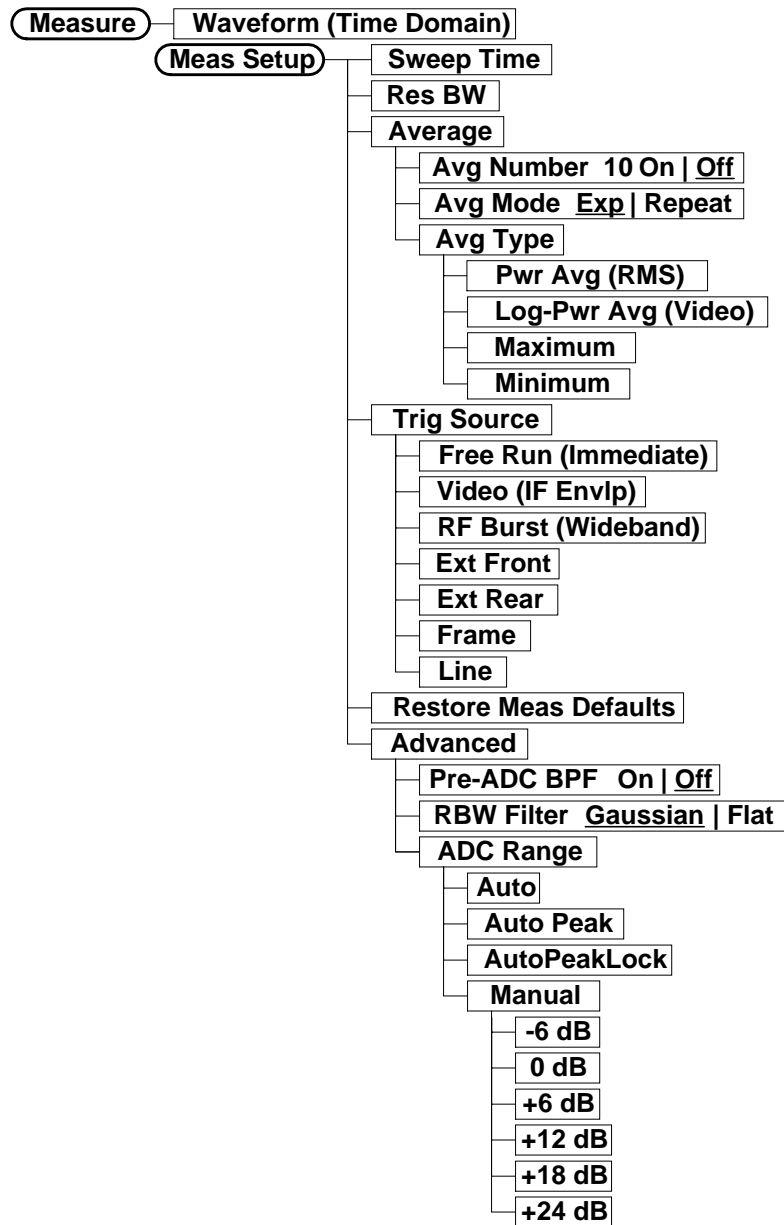 Measure Waveform (Time Domain)
Meas Setup Sweep Time
Res BW
Average
Avg Number 10 On | Off
Avg Mode Exp | Repeat
Avg Type
Pwr Avg (RMS)
Log-Pwr Avg (Video)
Maximum
Minimum
Trig Source
Free Run (Immediate)
Video (IF Envlp)
RF Burst (Wideband)
Ext Front
Ext Rear
Frame
Line
Restore Meas Defaults
Advanced
Pre-ADC BPF On | Off
RBW Filter Gaussian | Flat
ADC Range
Auto
Auto Peak
AutoPeakLock
Manual
-6 dB
0 dB
+6 dB
+12 dB
+18 dB
+24 dB